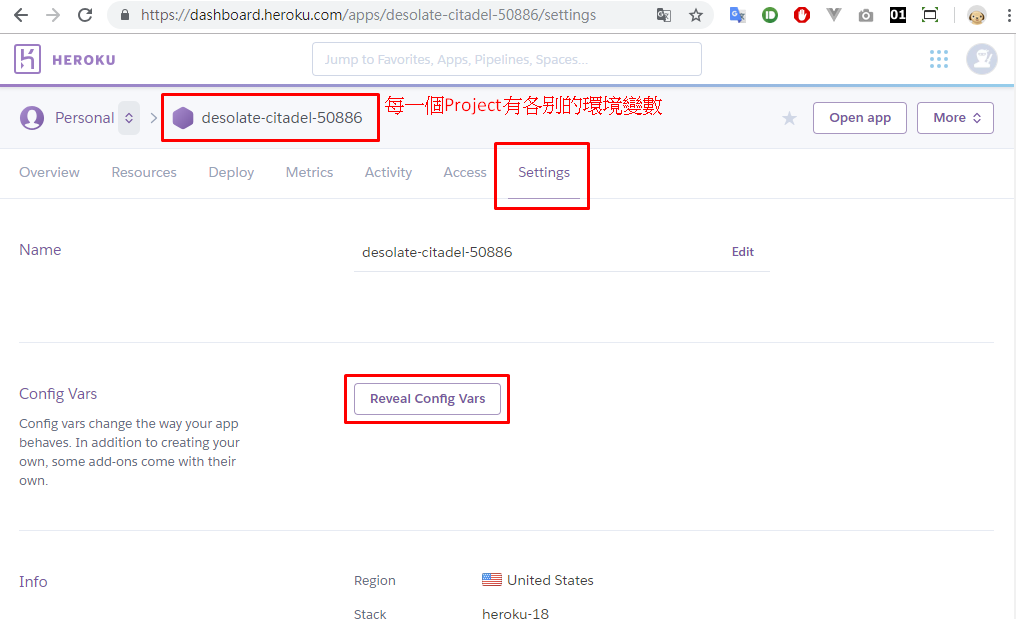 https://dashboard.heroku.com/apps/desolate-citadel-50886/settings
01
HEROKU
Jump to Favorites, Apps, Pipelines, Spaces...
Personal
desolate-citadel-50886
每一個Project有各別的環境變數
Open app
More
Overview
Resources
Deploy
Metrics
Activity
Access
Settings
Name
desolate-citadel-50886
Edit
Config Vars
Reveal Config Vars
Config vars change the way your app
behaves. In addition to creating your
own, some add-ons come with their
own.
Info
Region
United States
Stack
heroku-18